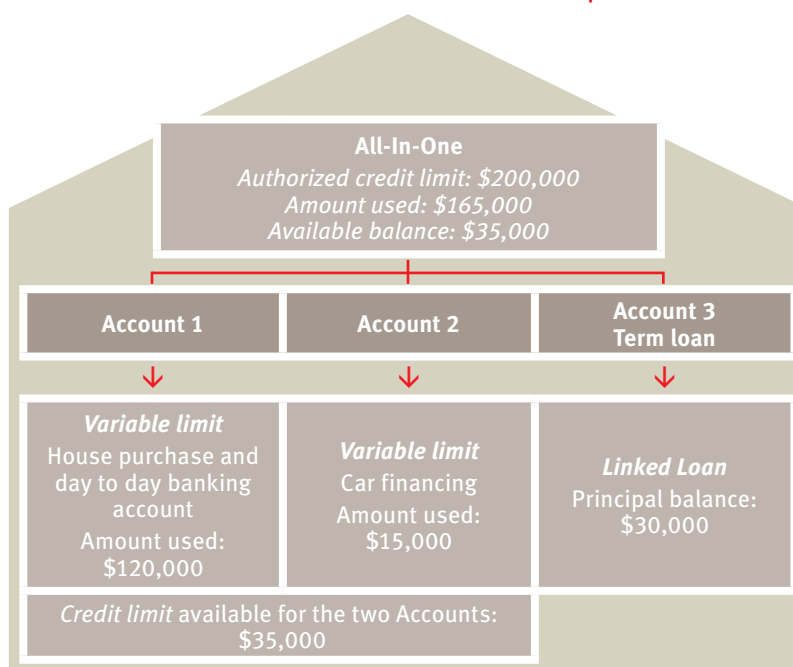 All-In-One
Authorized credit limit: $200,000
Amount used: $165,000
Available balance: $35,000
Account 1
Account 2
Account 3
Term loan
Variable limit
House purchase and
day to day banking
account
Amount used:
$120,000
Variable limit
Car financing
Amount used:
$15,000
Linked Loan
Principal balance:
$30,000
Credit limit available for the two Accounts:
$35,000